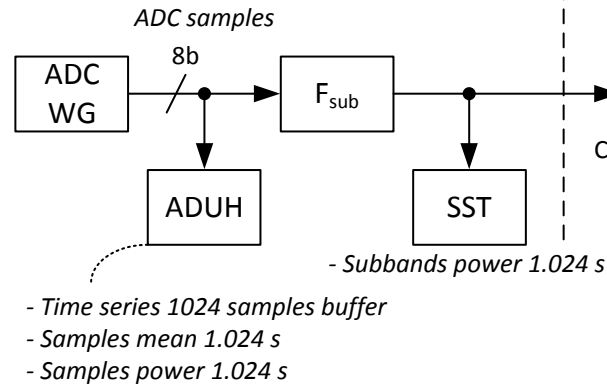 ADC samples
8b
ADC
WG
F_sub
ADUH
SST
- Subbands power 1.024 s
- Time series 1024 samples buffer
- Samples mean 1.024 s
- Samples power 1.024 s